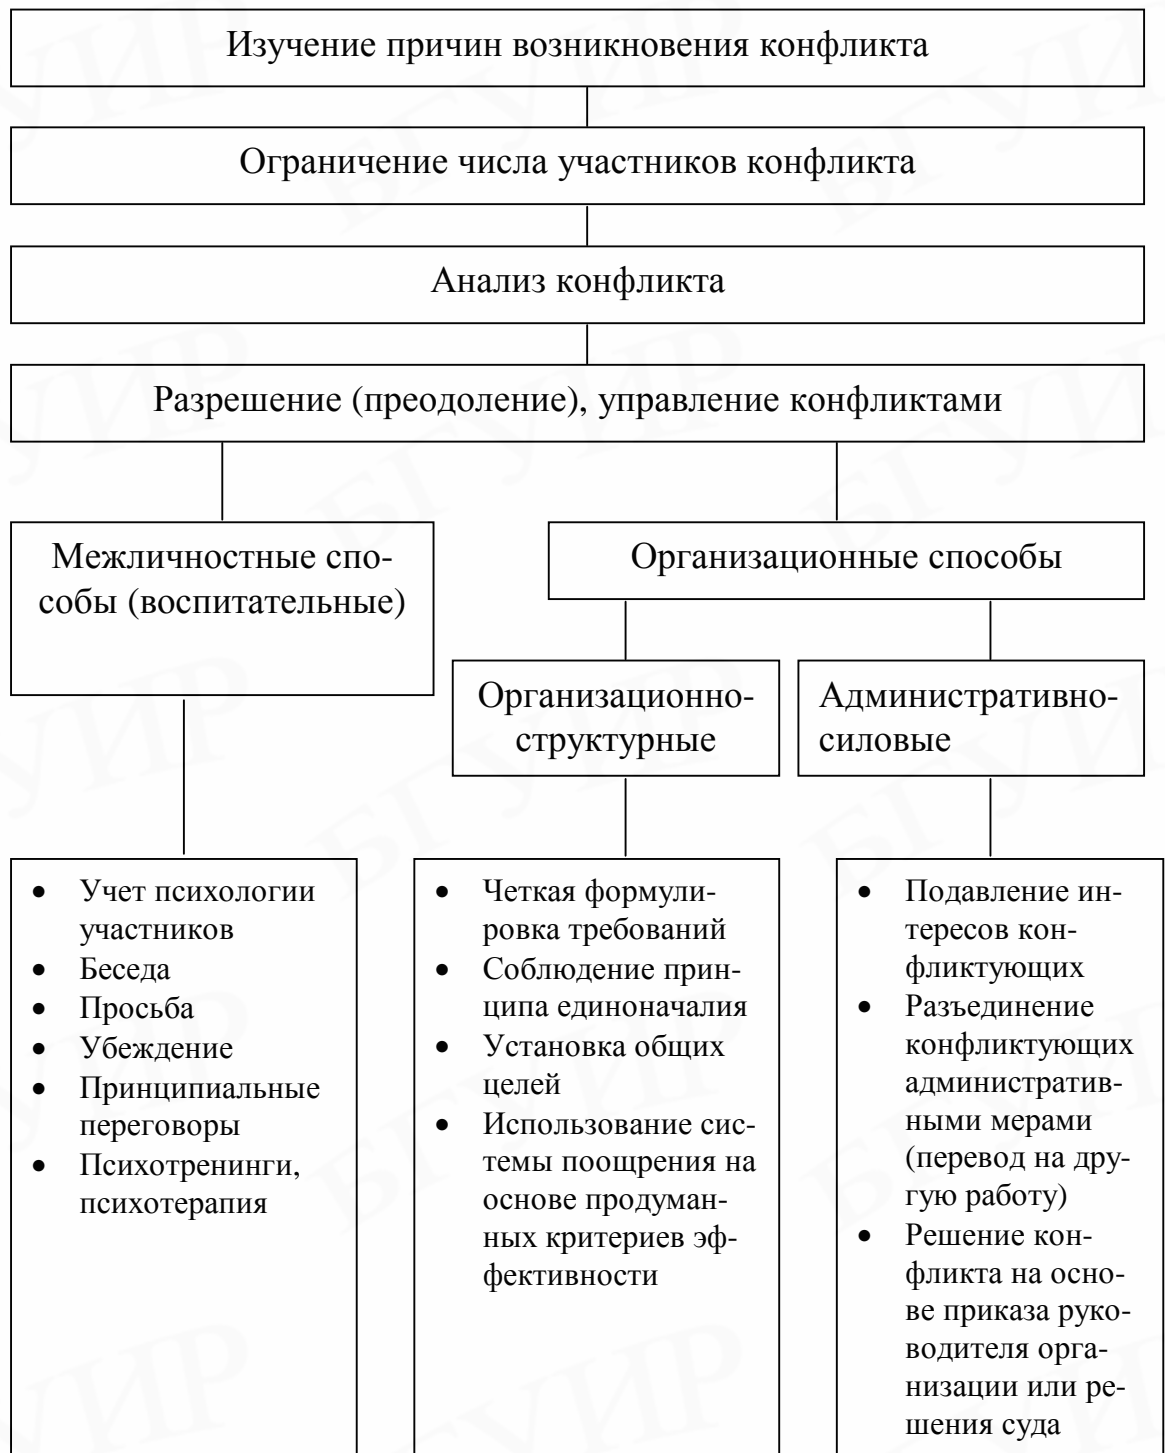 Изучение причин возникновения конфликта
Ограничение числа участников конфликта
Анализ конфликта
Разрешение (преодоление), управление конфликтами
Межличностные спо-
собы (воспитательные)
Организационные способы
Организационно-
структурные
Административно-
силовые
• Учет психологии
участников
• Беседа
• Просьба
• Убеждение
• Принципиальные
переговоры
• Психотренинги,
психотерапия
• Четкая формули-
ровка требований
• Соблюдение прин-
ципа единоначалия
• Установка общих
целей
• Использование сис-
темы поощрения на
основе продуман-
ных критериев эф-
фективности
• Подавление ин-
тересов кон-
фликтующих
• Разъединение
конфликтующих
административ-
ными мерами
(перевод на дру-
гую работу)
• Решение кон-
фликта на осно-
ве приказа руко-
водителя орга-
низации или ре-
шения суда